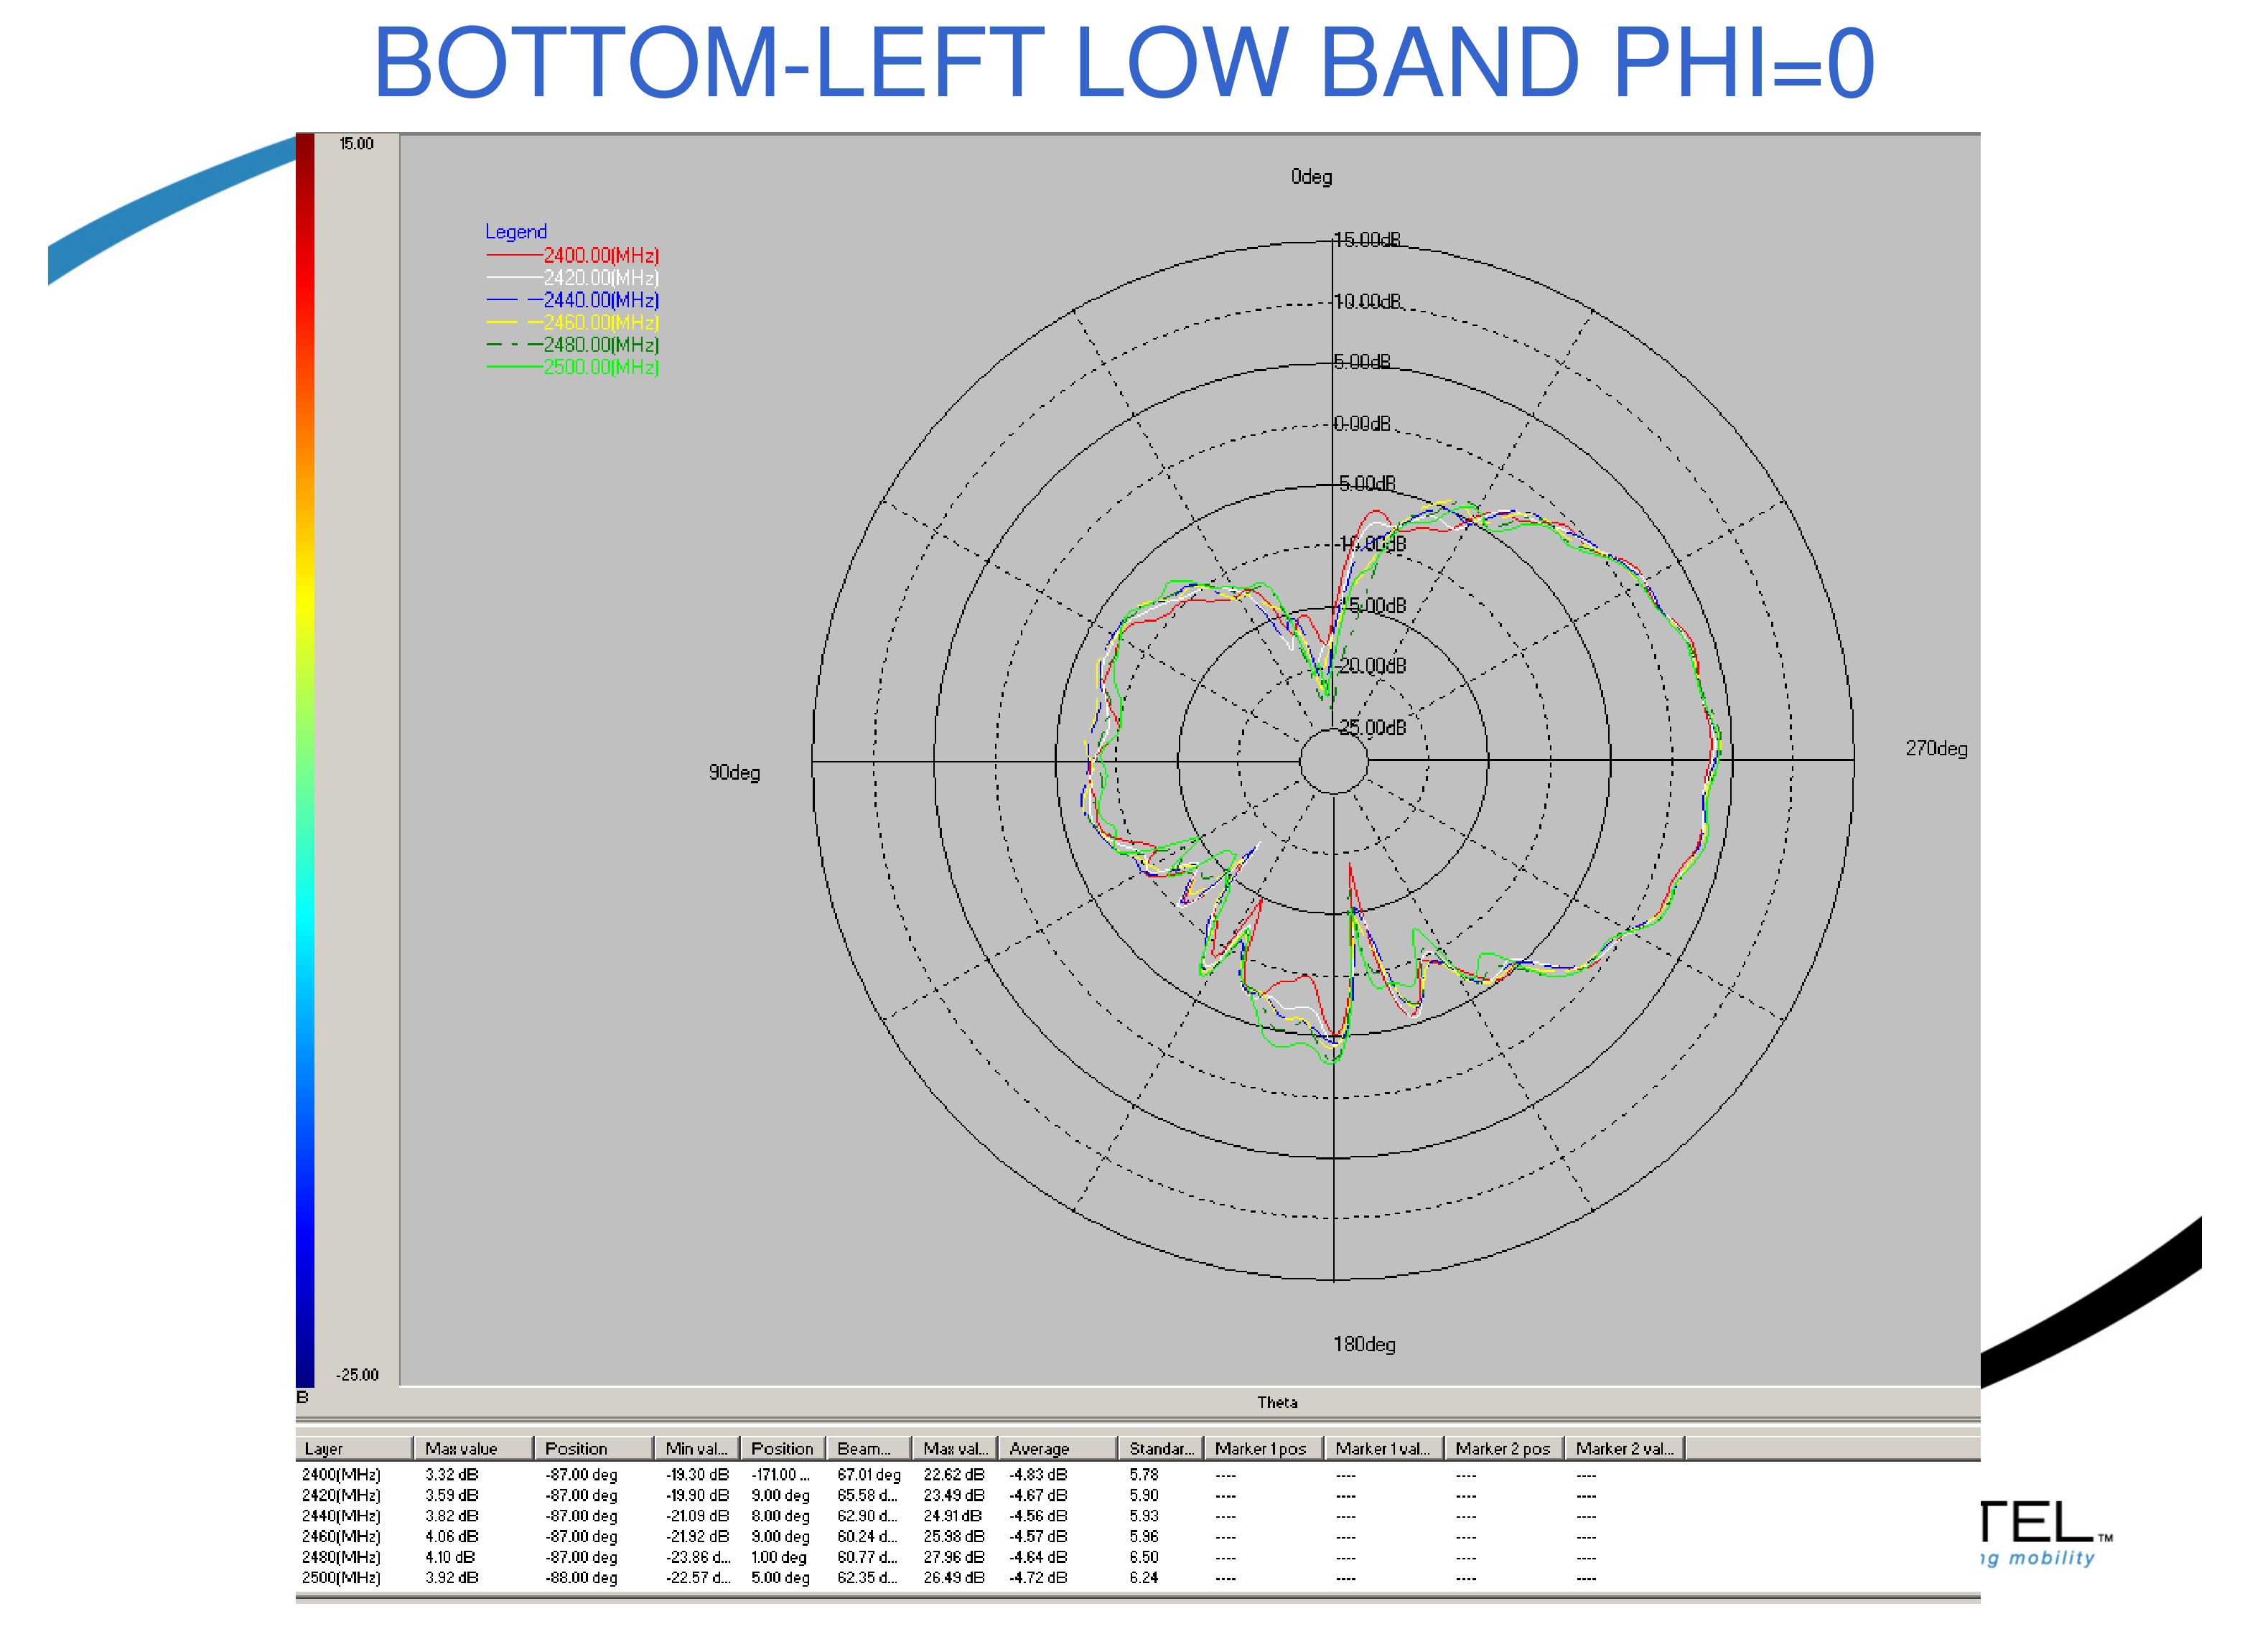 BOTTOM-LEFT LOW BAND PHI=0
15.00
0deg
Legend
2400.00(MHz)
2420.00(MHz)
2440.00(MHz)
2460.00(MHz)
2480.00(MHz)
2500.00(MHz)
15.00dB
10.00dB
5.00dB
0.00dB
-5.00dB
-10.00dB
-15.00dB
-20.00dB
-25.00dB
90deg
270deg
180deg
-25.00
B
Theta
Layer Max value Position Min val... Position Beam... Max val... Average Standar... Marker 1 pos Marker 1 val... Marker 2 pos Marker 2 val...
2400(MHz) 3.32 dB -87.00 deg -19.30 dB -171.00 ... 67.01 deg 22.62 dB -4.83 dB 5.78 ---- ---- ---- ----
2420(MHz) 3.59 dB -87.00 deg -19.90 dB 9.00 deg 65.58 d... 23.49 dB -4.67 dB 5.90 ---- ---- ---- ----
2440(MHz) 3.82 dB -87.00 deg -21.09 dB 8.00 deg 62.90 d... 24.91 dB -4.56 dB 5.93 ---- ---- ---- ----
2460(MHz) 4.06 dB -87.00 deg -21.92 dB 9.00 deg 60.24 d... 25.98 dB -4.57 dB 5.96 ---- ---- ---- ----
2480(MHz) 4.10 dB -87.00 deg -23.86 d... 1.00 deg 60.77 d... 27.96 dB -4.64 dB 6.50 ---- ---- ---- ----
2500(MHz) 3.92 dB -88.00 deg -22.57 d... 5.00 deg 62.35 d... 26.49 dB -4.72 dB 6.24 ---- ---- ---- ----
TEL™
ng mobility